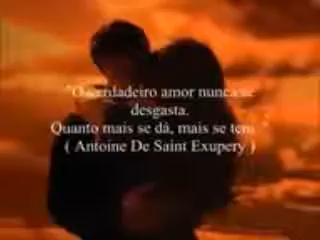 "O verdadeiro amor nunca se
desgasta.
Quanto mais se dá, mais se tem."
( Antoine De Saint Exupery )